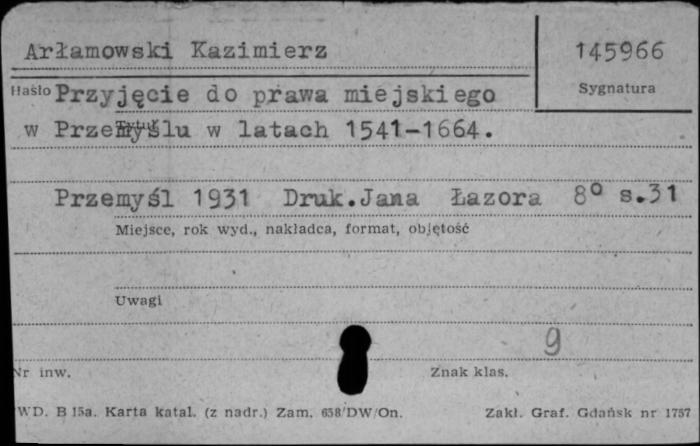 Arłamowski Kazimierz
145966
Hasło Przyjęcie do prawa miejskiego
Sygnatura
w Przemyślu w latach 1541-1664.
Tytuł
Przemyśl 1931 Druk.Jana Łazora 8° s.31
Miejsce, rok wyd., nakładca, format, objętość
Uwagi
9
Nr inw.
Znak klas.
WD. B 15a. Karta katal. (z nadr.) Zam. 658/DW/On.
Zakł. Graf. Gdańsk nr 1757